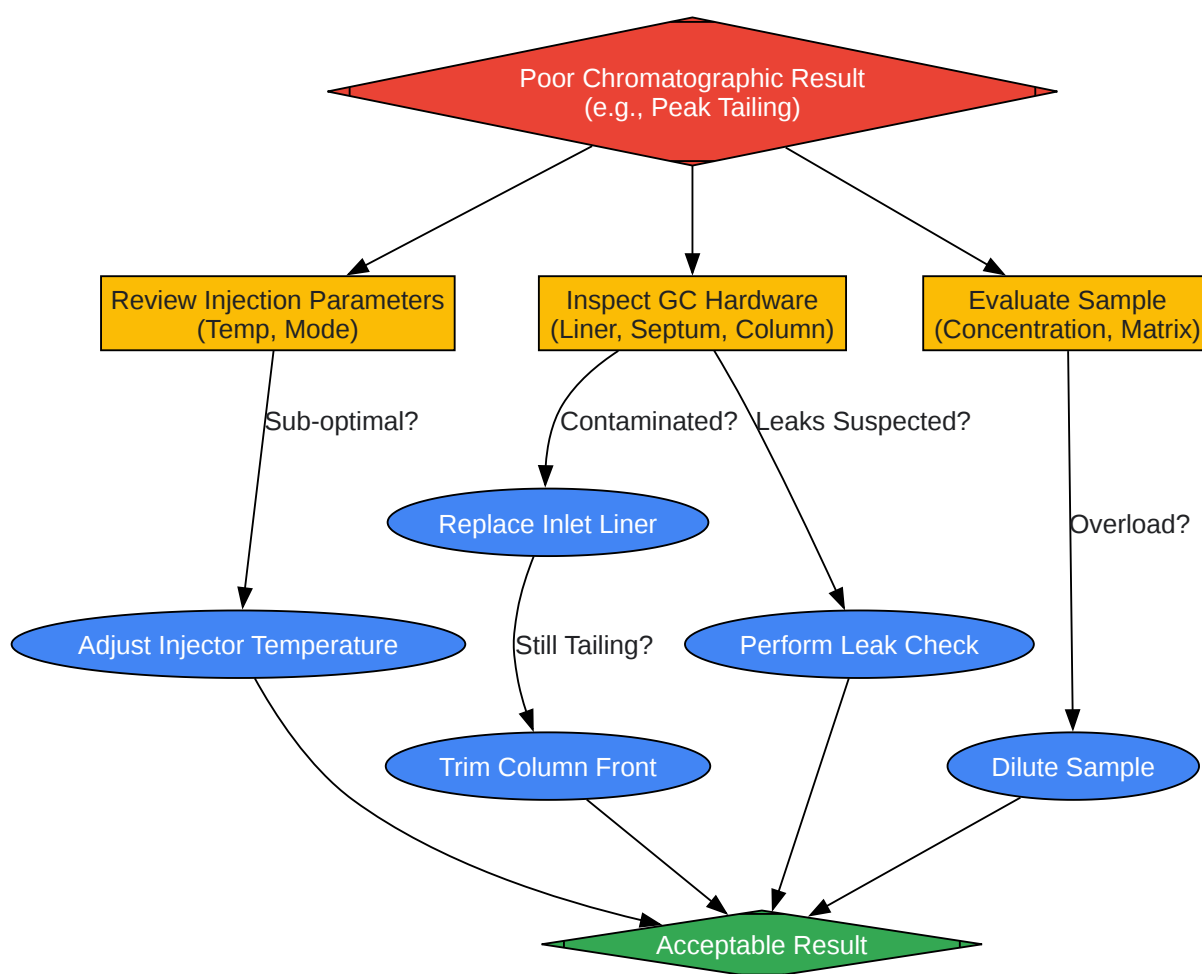 Poor Chromatographic Result
(e.g., Peak Tailing)
Review Injection Parameters
(Temp, Mode)
Inspect GC Hardware
(Liner, Septum, Column)
Evaluate Sample
(Concentration, Matrix)
Sub-optimal?
Contaminated?
Leaks Suspected?
Replace Inlet Liner
Overload?
Adjust Injector Temperature
Still Tailing?
Perform Leak Check
Trim Column Front
Dilute Sample
Acceptable Result